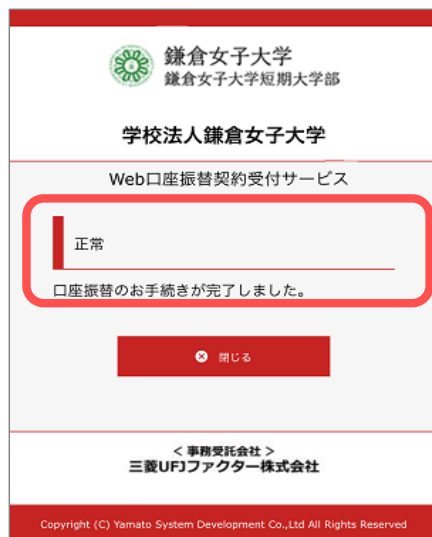 鎌倉女子大学
鎌倉女子大学短期大学部
学校法人鎌倉女子大学
Web口座振替契約受付サービス
正常
口座振替のお手続きが完了しました。
閉じる
＜ 事務受託会社 ＞
三菱UFJファクター株式会社
Copyright (C) Yamato System Development Co.,Ltd All Rights Reserved